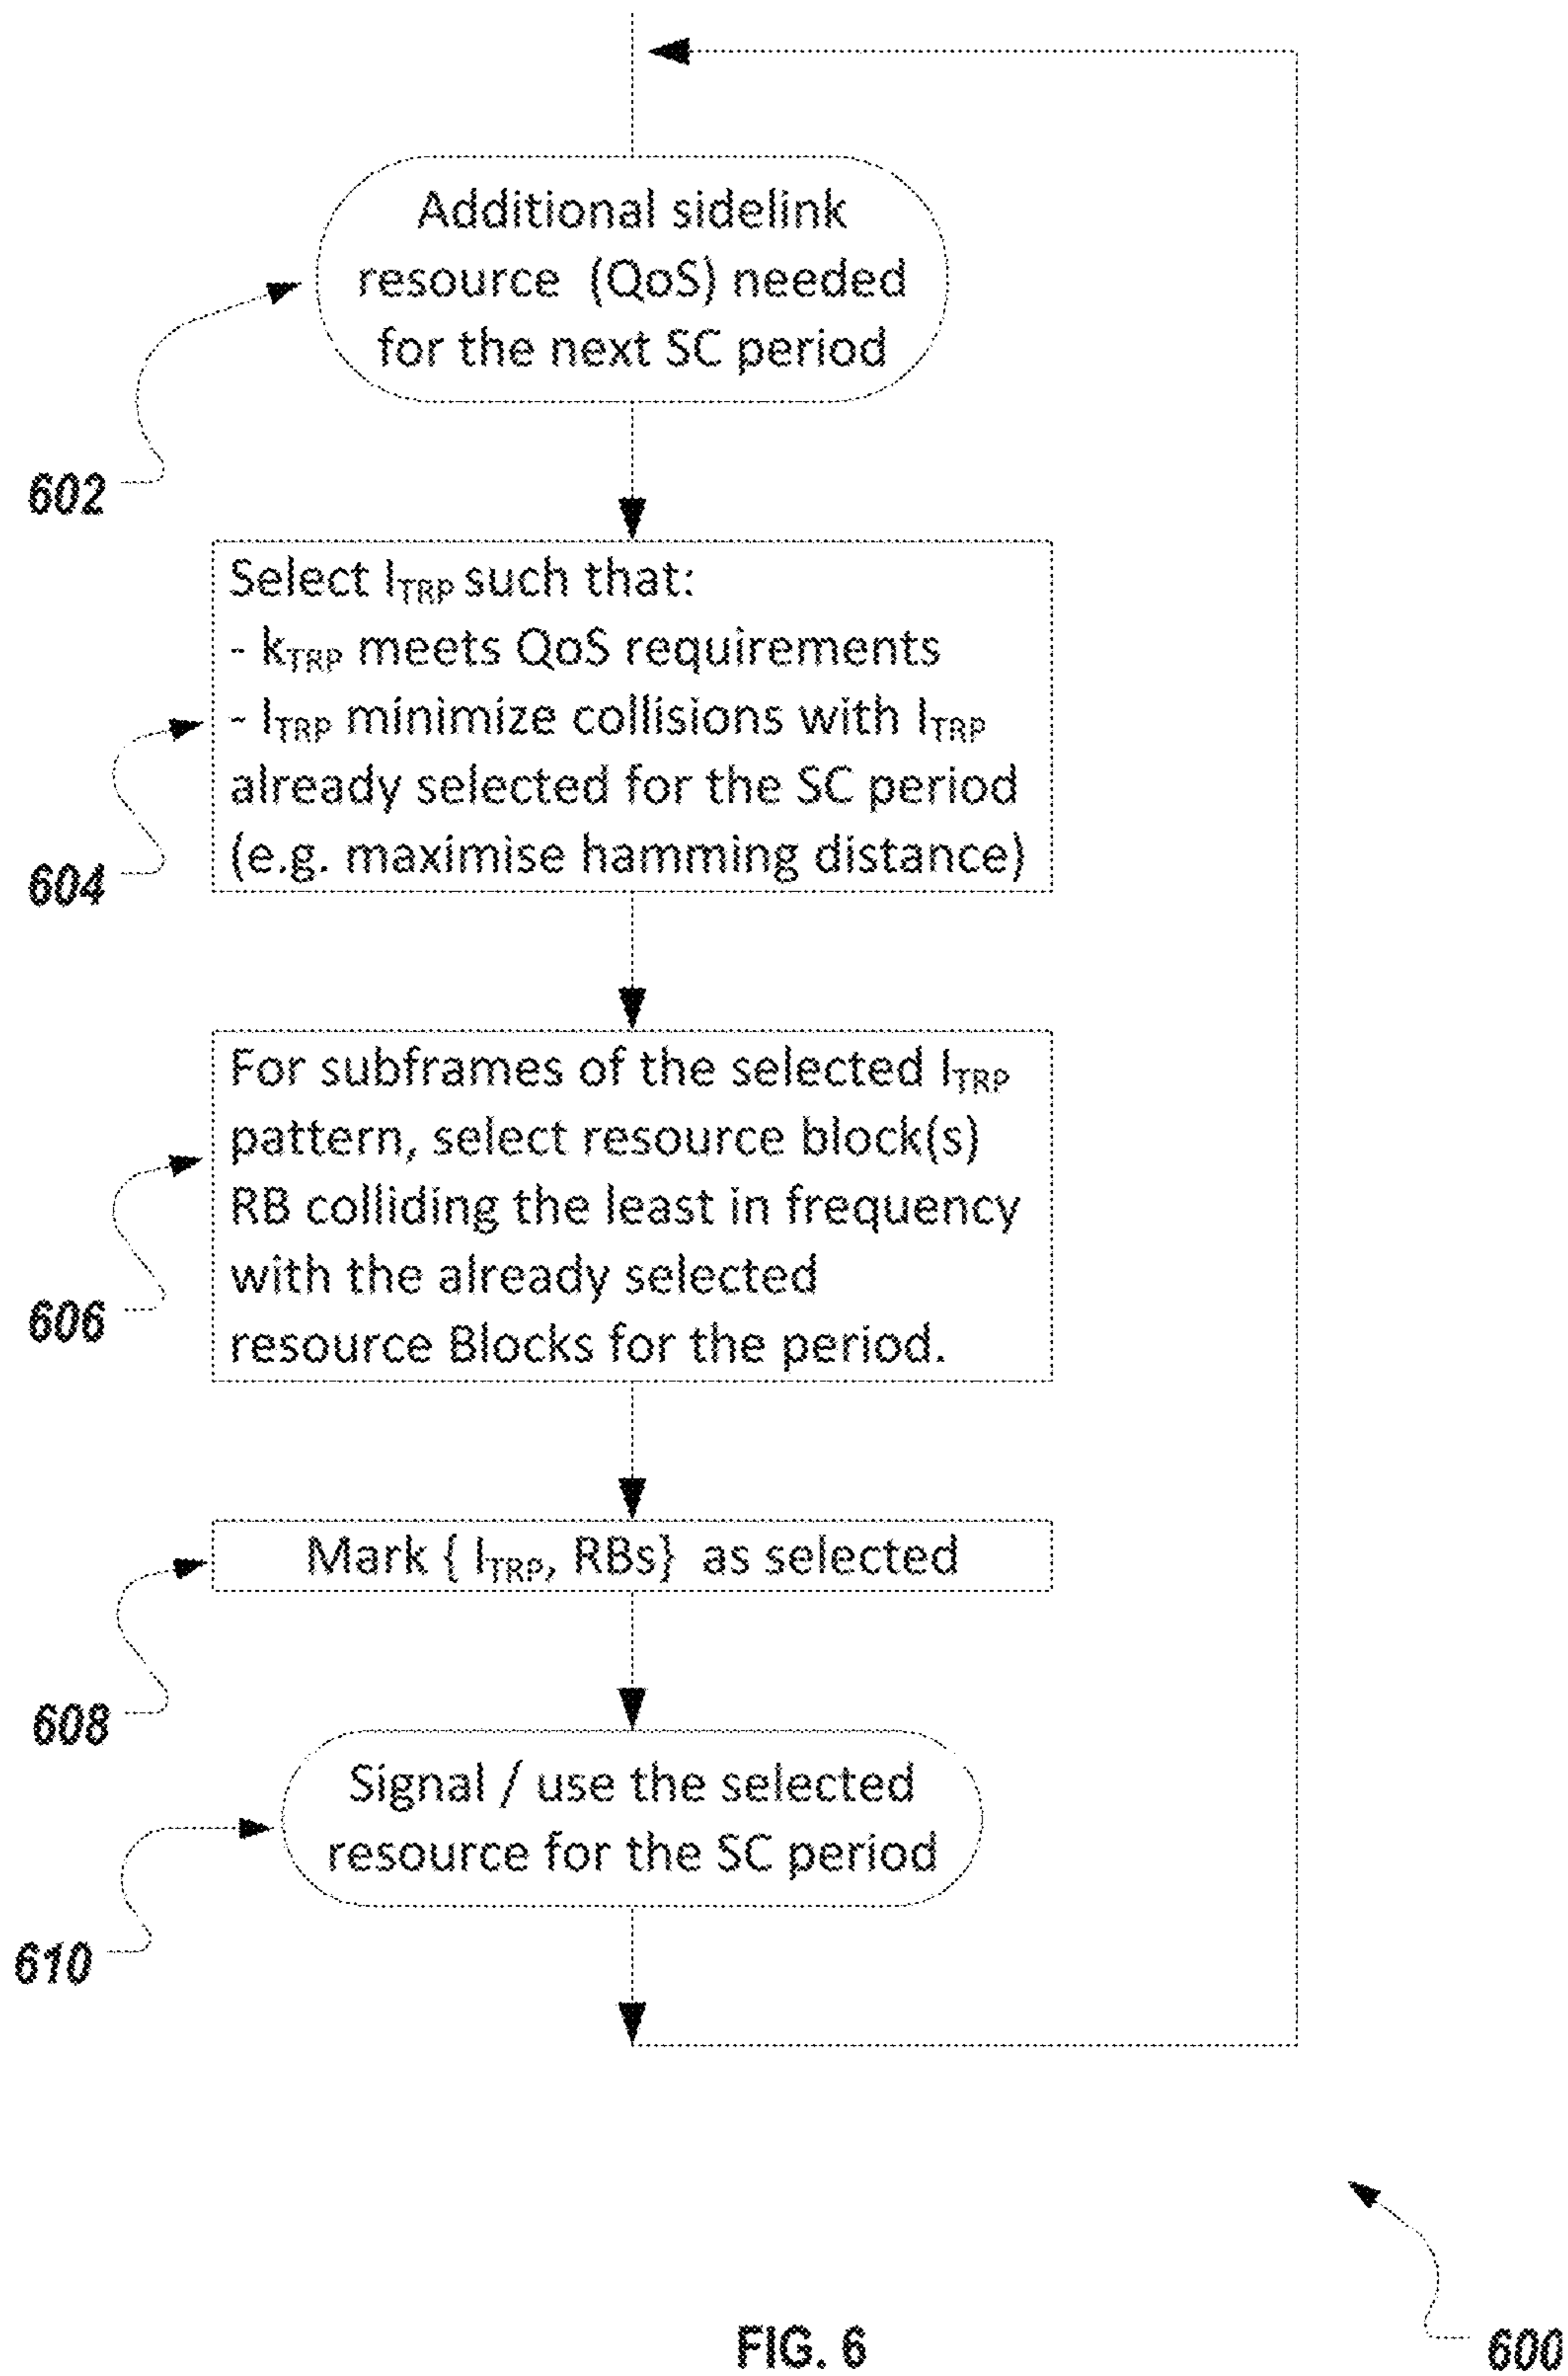 Additional sidelink
resource (QoS) needed
for the next SC period
602
Select ITRP such that:
- kTRP meets QoS requirements
- ITRP minimize collisions with ITRP
already selected for the SC period
(e.g. maximise hamming distance)
604
For subframes of the selected ITRP
pattern, select resource block(s)
RB colliding the least in frequency
with the already selected
resource Blocks for the period.
606
Mark { ITRP, RBs} as selected
608
Signal / use the selected
resource for the SC period
610
FIG. 6
600